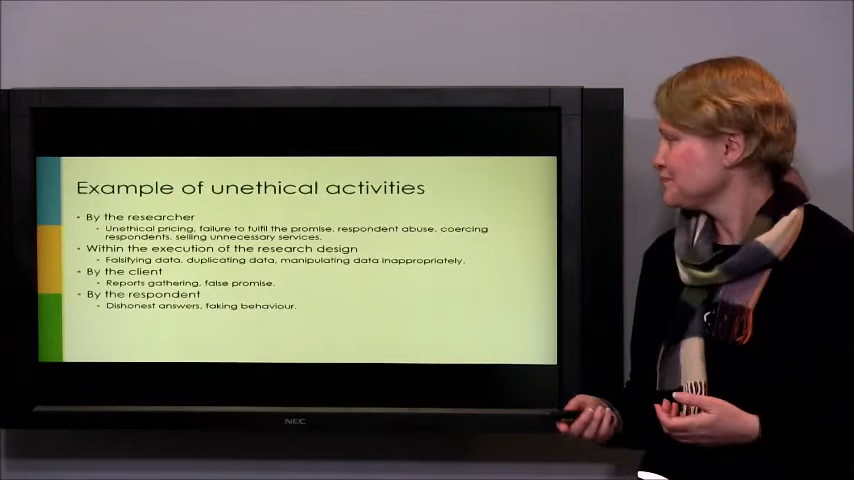 Example of unethical activities
• By the researcher
- Unethical pricing, failure to fulfil the promise, respondent abuse, coercing
respondents, selling unnecessary services.
• Within the execution of the research design
- Falsifying data, duplicating data, manipulating data inappropriately.
• By the client
- Reports gathering, false promise.
• By the respondent
- Dishonest answers, faking behaviour.
NEC